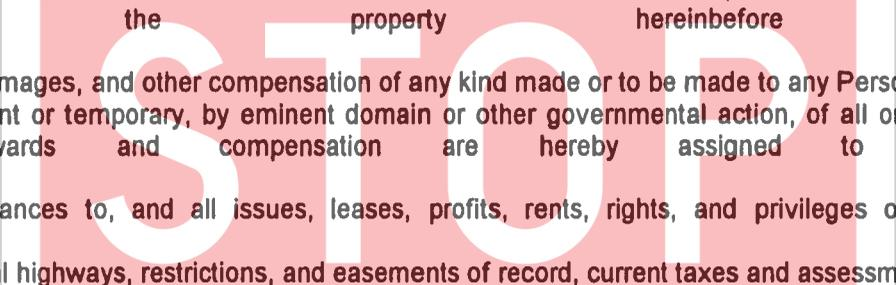 the property hereinbefore
mages, and other compensation of any kind made or to be made to any Perso
nt or temporary, by eminent domain or other governmental action, of all o
wards and compensation are hereby assigned to
ances to, and all issues, leases, profits, rents, rights, and privileges o
l highways, restrictions, and easements of record, current taxes and assessm
STOP